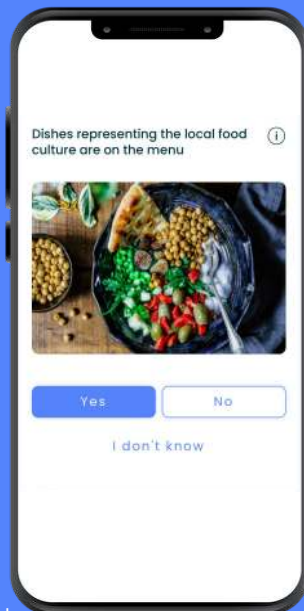 Dishes representing the local food
culture are on the menu
Yes
No
I don't know